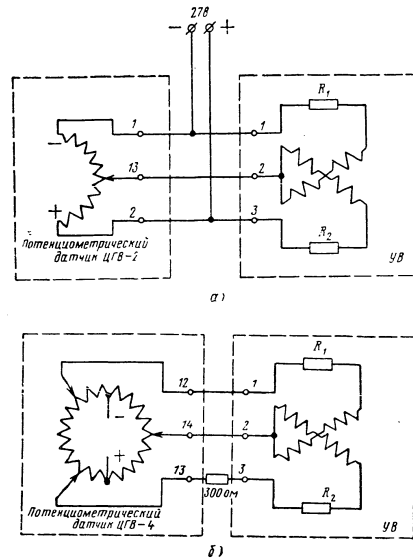 27В
− +
R₁
1 1
−
13 2
+
2 3
Потенциометрический
датчик ЦГВ-2
R₂
УВ
а)
R₁
12 1
−
14 2
+
13 3
300 ом
R₂
Потенциометрический
датчик ЦГВ-4
УВ
б)